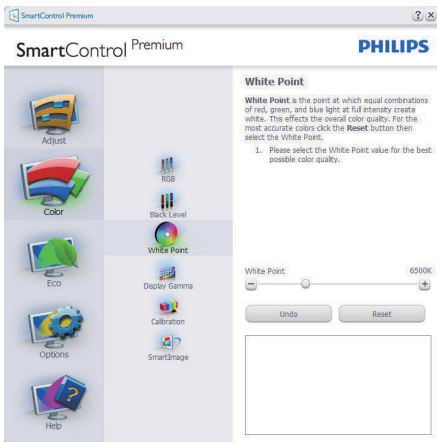 SmartControl Premium
? ×
SmartControl Premium
PHILIPS
Adjust
Color
Eco
Options
Help
RGB
Black Level
White Point
Display Gamma
Calibration
SmartImage
White Point
White Point is the point at which equal combinations
of red, green, and blue light at full intensity create
white. This effects the overall color quality. For the
most accurate colors click the Reset button then
select the White Point.
1. Please select the White Point value for the best
possible color quality.
White Point 6500K
Undo
Reset